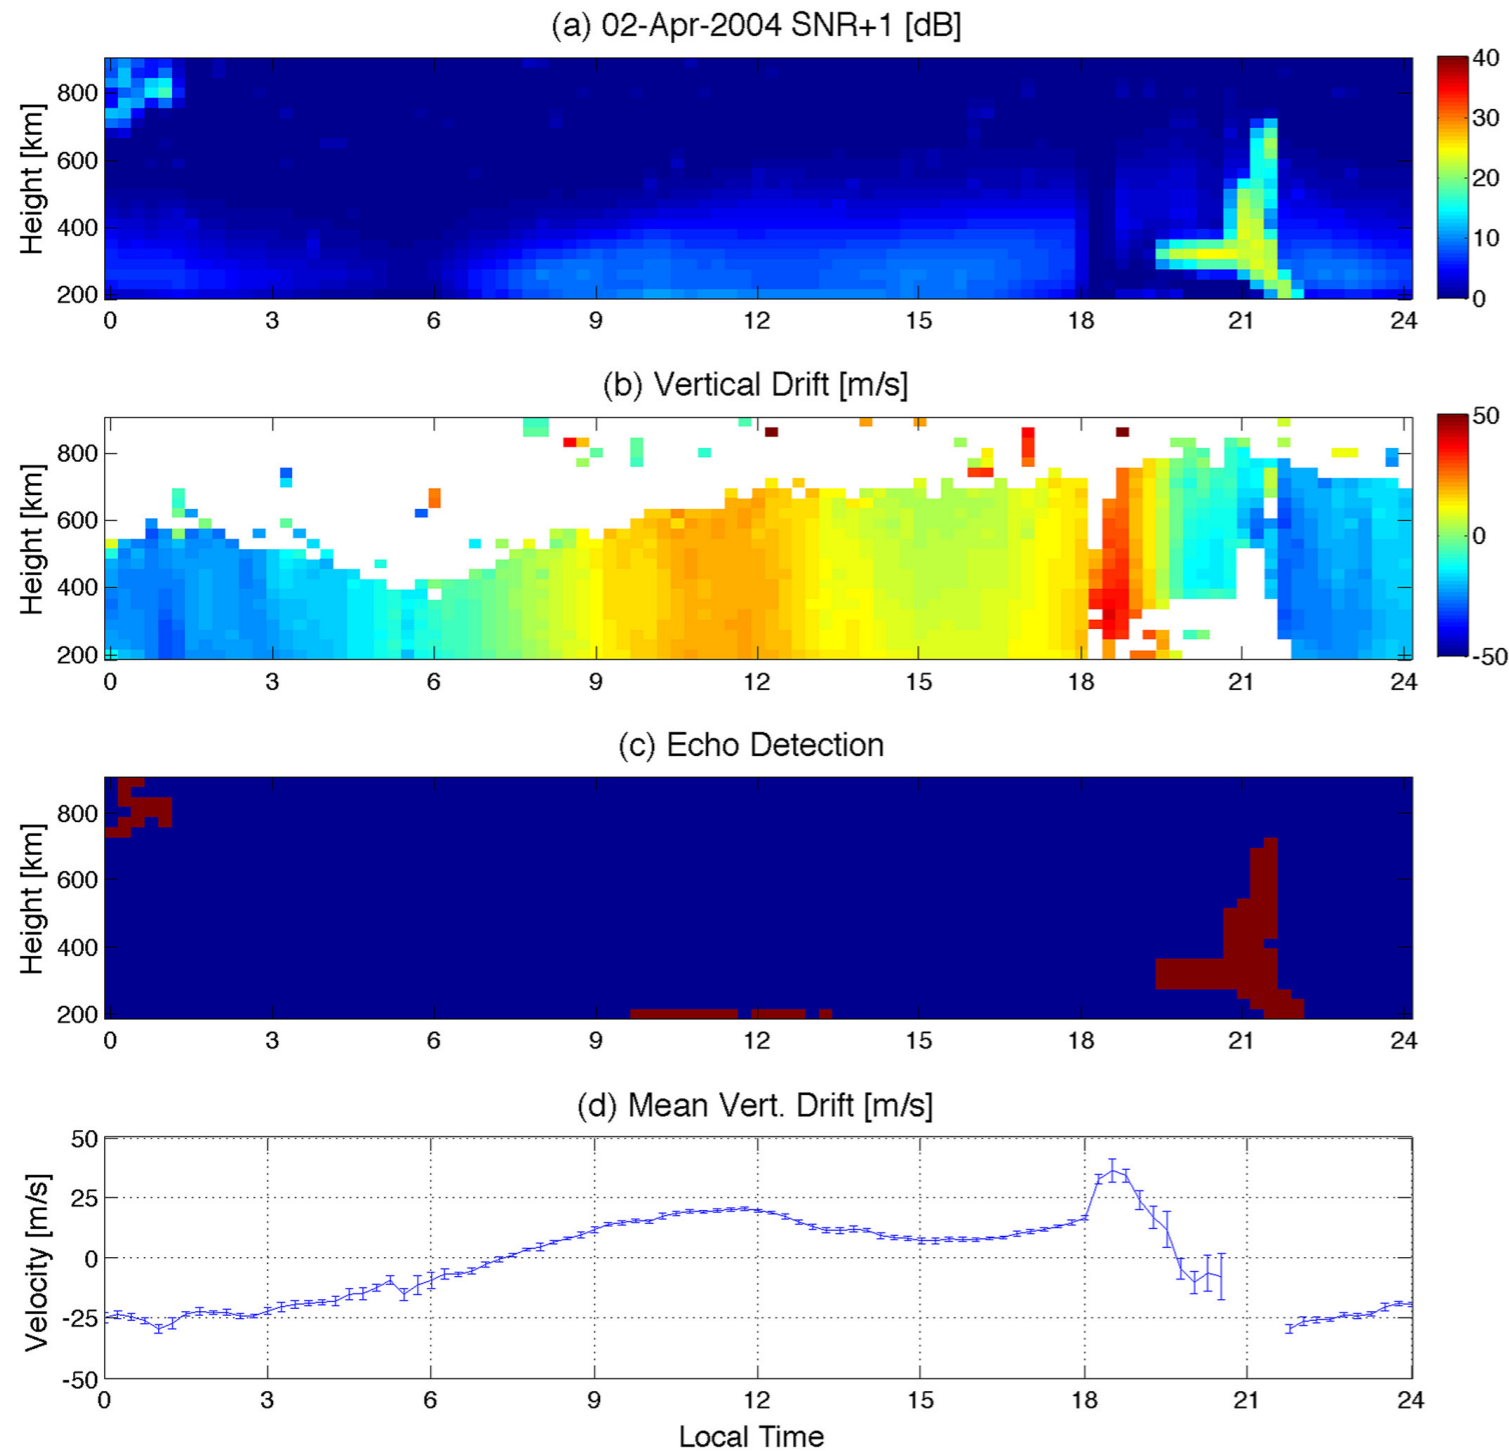 (a) 02-Apr-2004 SNR+1 [dB]
Height [km]
800
600
400
200
0 3 6 9 12 15 18 21 24
40
30
20
10
0
(b) Vertical Drift [m/s]
Height [km]
800
600
400
200
0 3 6 9 12 15 18 21 24
50
0
-50
(c) Echo Detection
Height [km]
800
600
400
200
0 3 6 9 12 15 18 21 24
(d) Mean Vert. Drift [m/s]
Velocity [m/s]
50
25
0
-25
-50
0 3 6 9 12 15 18 21 24
Local Time